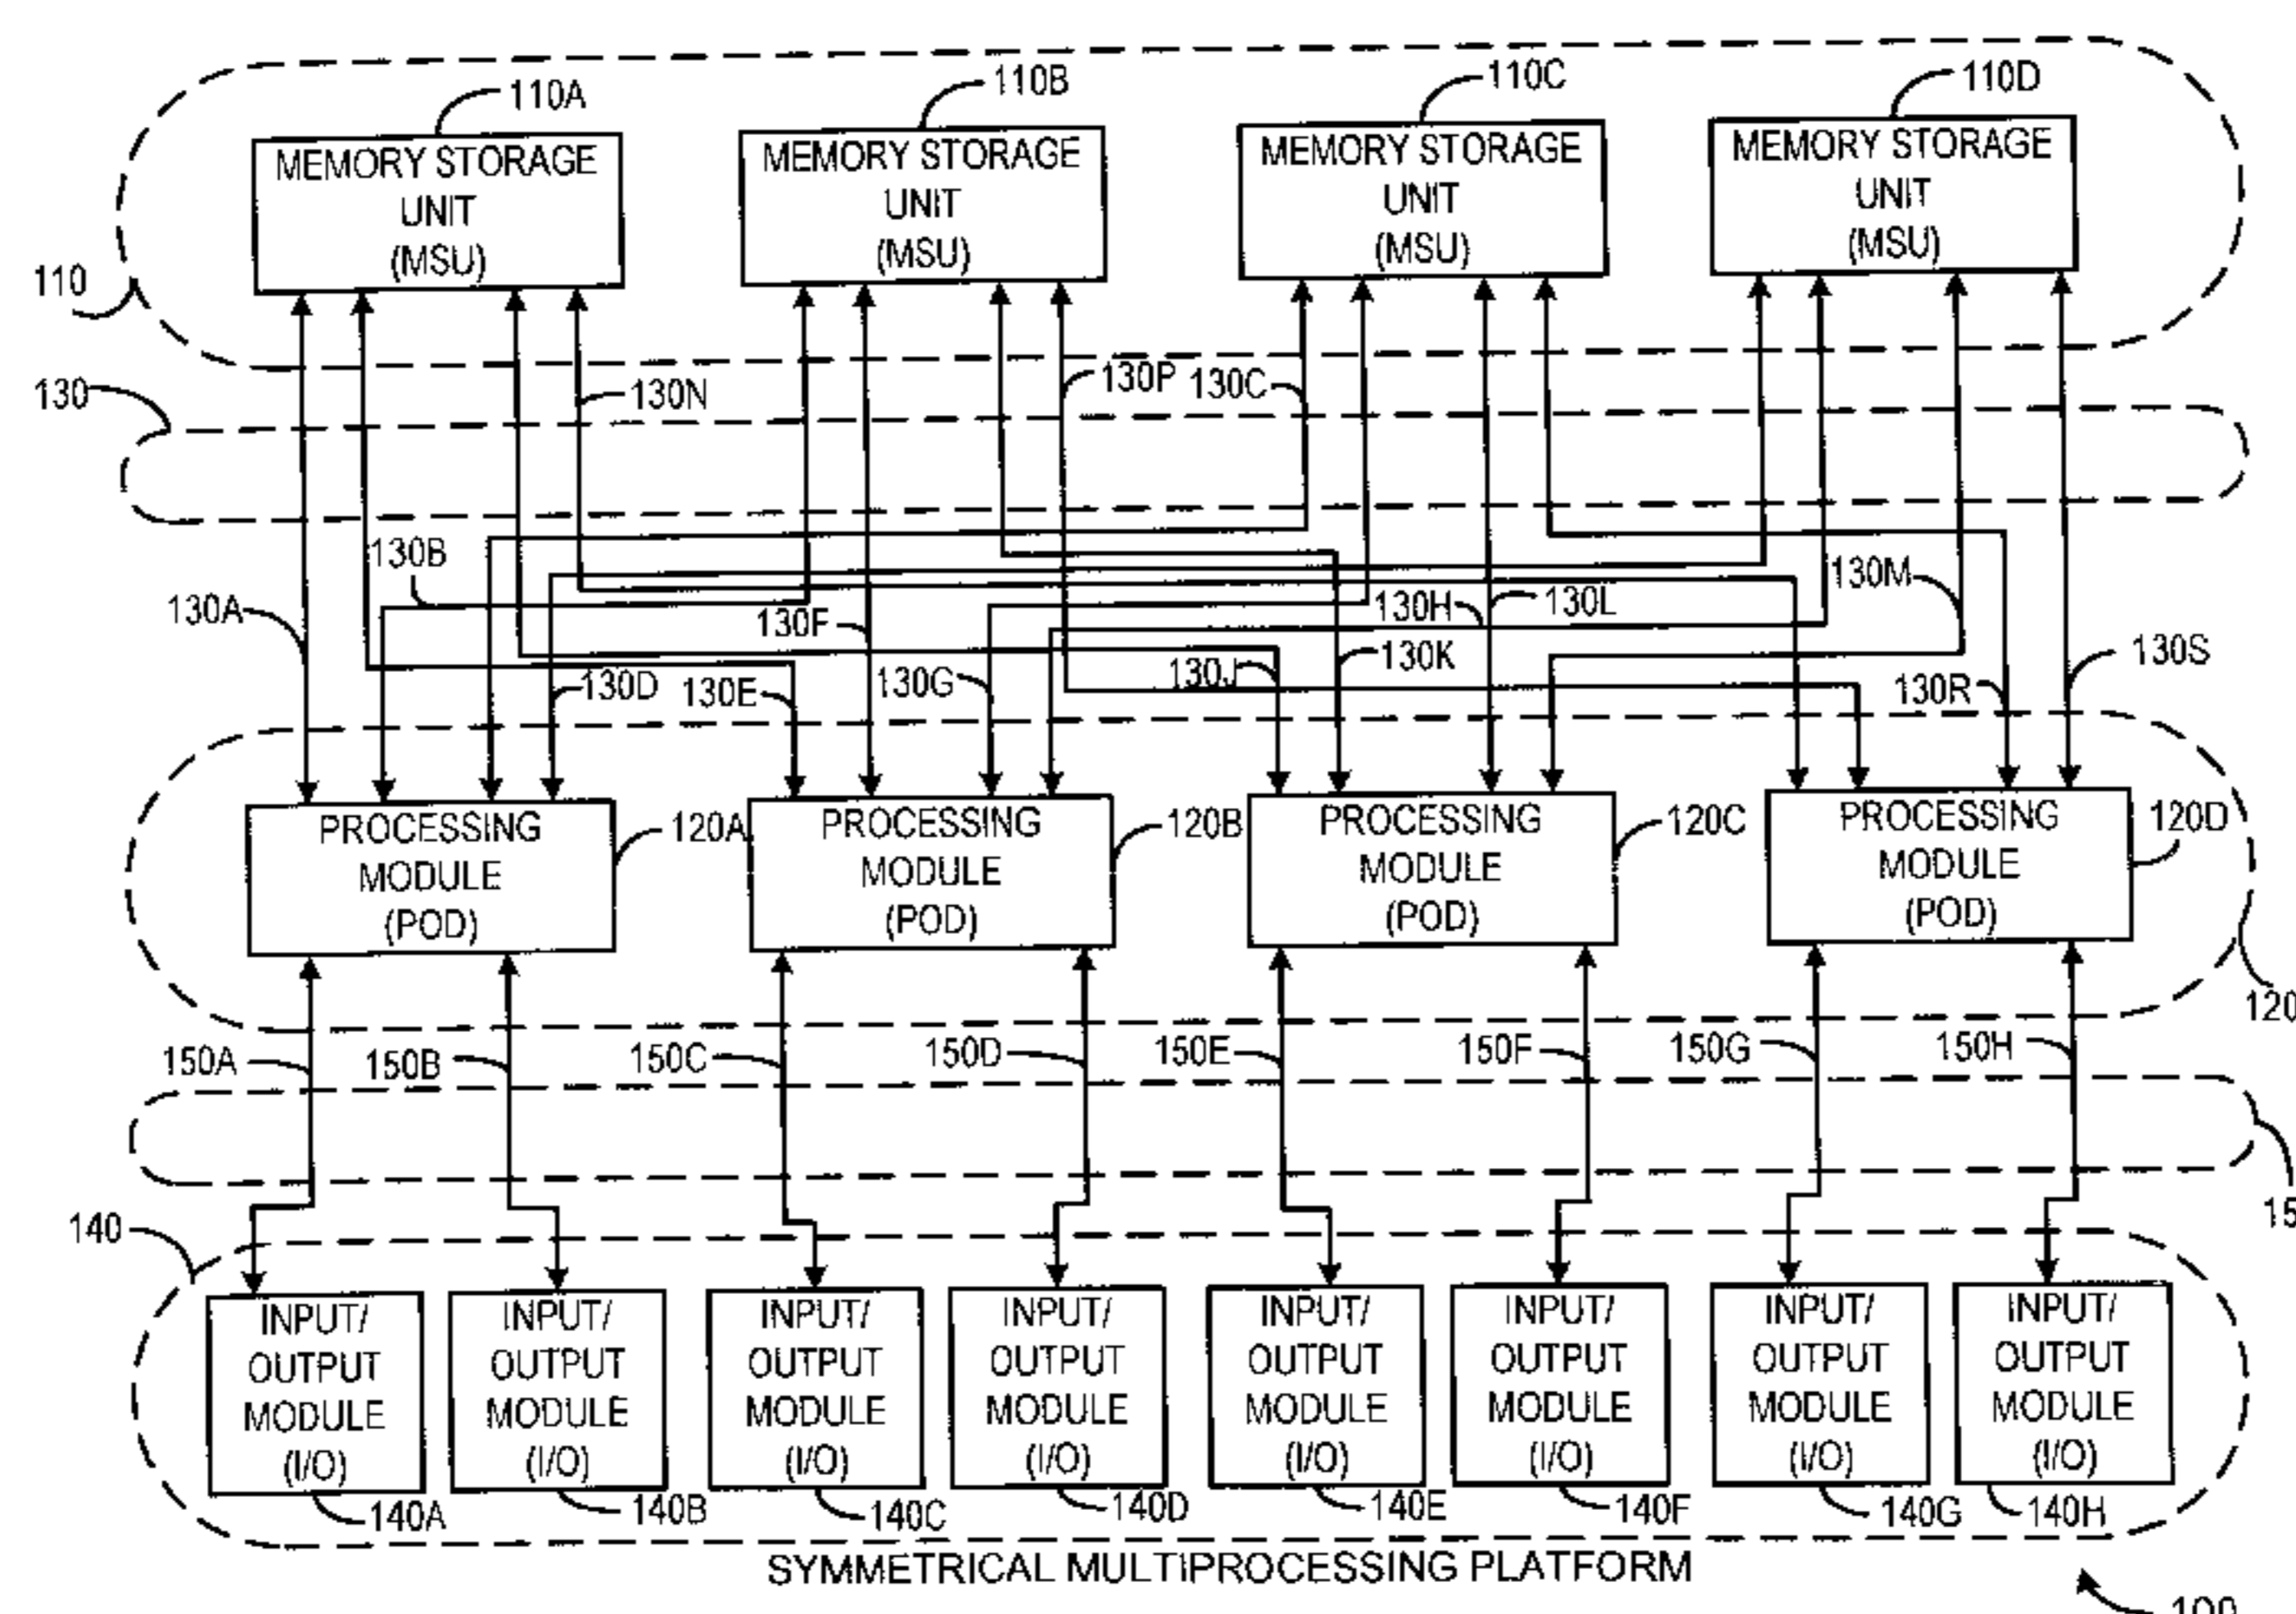 110A
110B
110C
110D
MEMORY STORAGE
UNIT
(MSU)
MEMORY STORAGE
UNIT
(MSU)
MEMORY STORAGE
UNIT
(MSU)
MEMORY STORAGE
UNIT
(MSU)
110
130
130N
130P
130C
130B
130A
130F
130H
130L
130M
130D
130E
130G
130J
130K
130R
130S
PROCESSING
MODULE
(POD)
120A
PROCESSING
MODULE
(POD)
120B
PROCESSING
MODULE
(POD)
120C
PROCESSING
MODULE
(POD)
120D
120
150A
150B
150C
150D
150E
150F
150G
150H
15
140
INPUT/
OUTPUT
MODULE
(I/O)
INPUT/
OUTPUT
MODULE
(I/O)
INPUT/
OUTPUT
MODULE
(I/O)
INPUT/
OUTPUT
MODULE
(I/O)
INPUT/
OUTPUT
MODULE
(I/O)
INPUT/
OUTPUT
MODULE
(I/O)
INPUT/
OUTPUT
MODULE
(I/O)
INPUT/
OUTPUT
MODULE
(I/O)
140A
140B
140C
140D
140E
140F
140G
140H
SYMMETRICAL MULTIPROCESSING PLATFORM
100